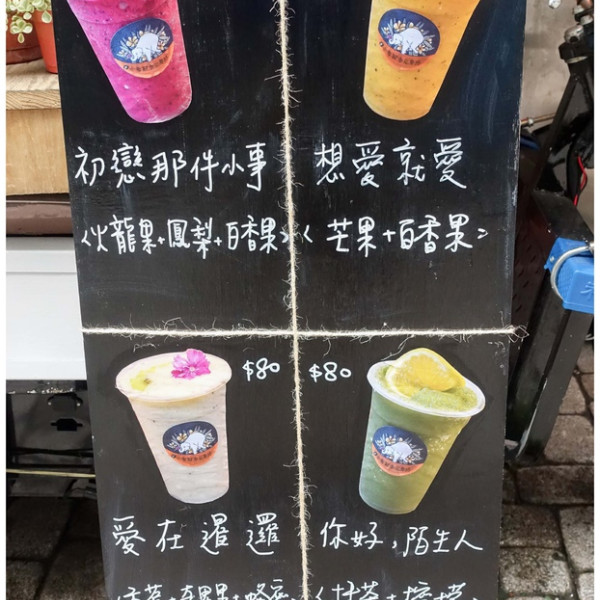 初戀那件小事
<火龍果+鳳梨+百香果>
想愛就愛
<芒果+百香果>
$80
愛在暹邏
$80
你好,陌生人